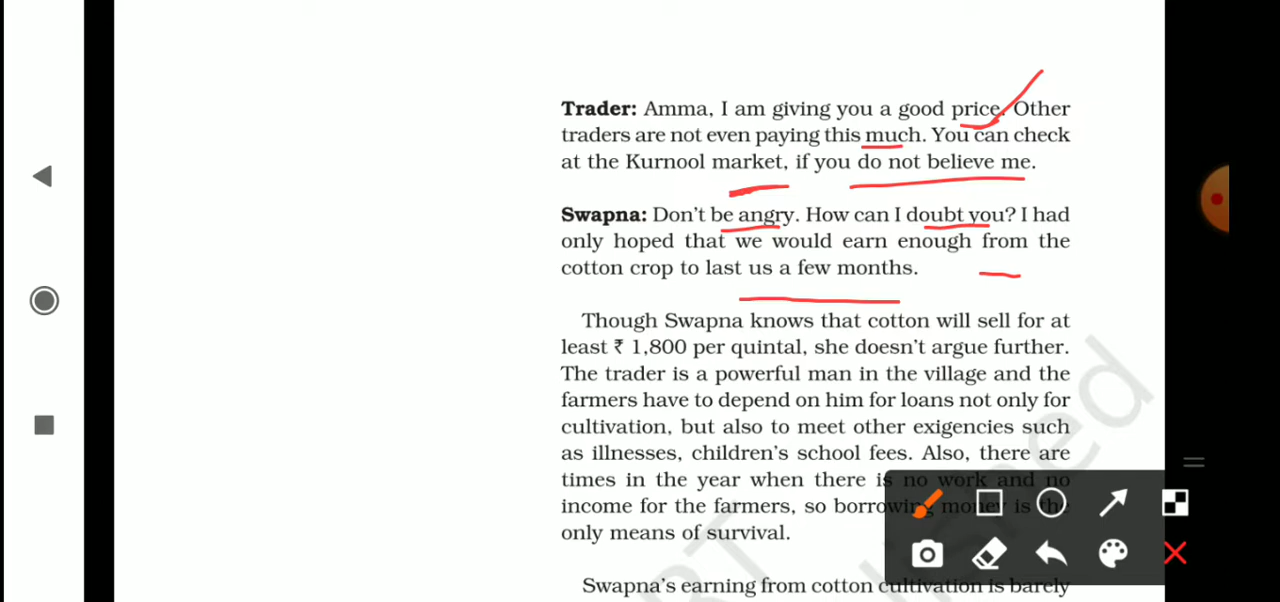 Trader: Amma, I am giving you a good price. Other
traders are not even paying this much. You can check
at the Kurnool market, if you do not believe me.
Swapna: Don't be angry. How can I doubt you? I had
only hoped that we would earn enough from the
cotton crop to last us a few months.
Though Swapna knows that cotton will sell for at
least ₹ 1,800 per quintal, she doesn't argue further.
The trader is a powerful man in the village and the
farmers have to depend on him for loans not only for
cultivation, but also to meet other exigencies such
as illnesses, children's school fees. Also, there are
times in the year when there is no work and no
income for the farmers, so borrowing money is the
only means of survival.
Swapna's earning from cotton cultivation is barely